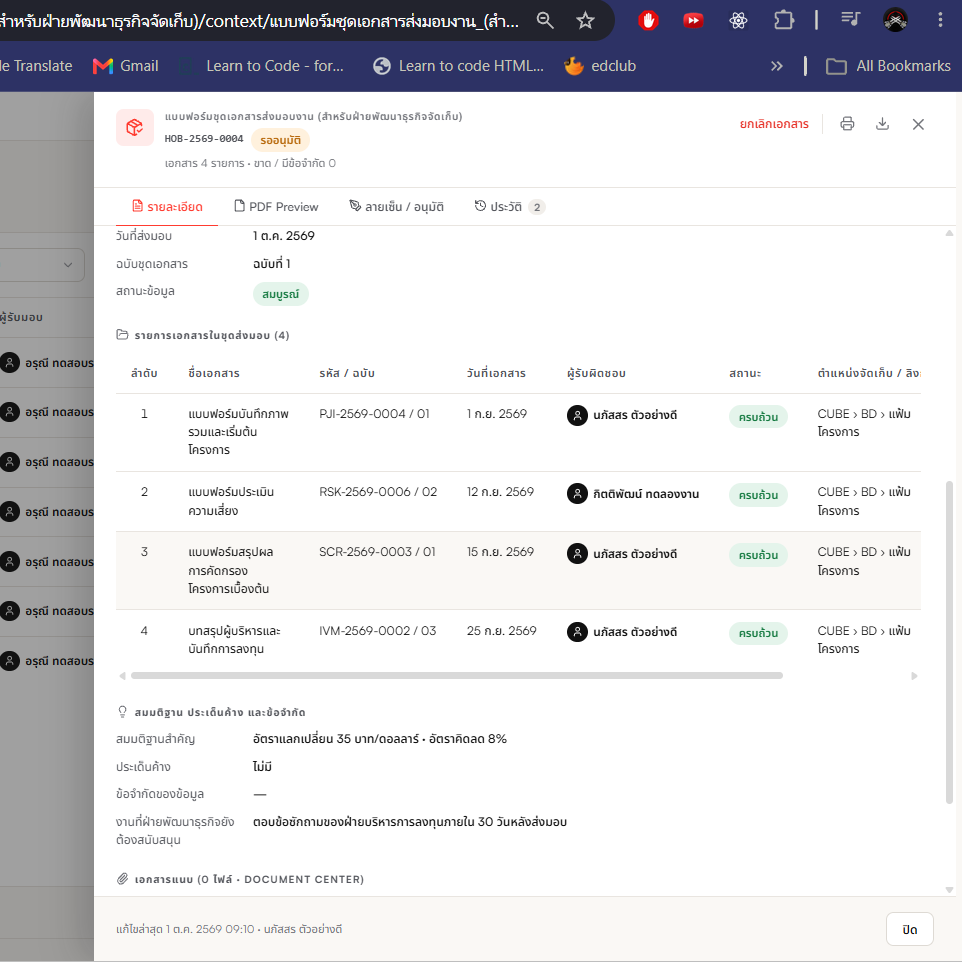 สำหรับฝ่ายพัฒนาธุรกิจจัดเก็บ)/context/แบบฟอร์มชุดเอกสารส่งมอบงาน_(สำ...
le Translate
Gmail
Learn to Code - for...
Learn to code HTML...
edclub
All Bookmarks
แบบฟอร์มชุดเอกสารส่งมอบงาน (สำหรับฝ่ายพัฒนาธุรกิจจัดเก็บ)
HOB-2569-0004 รออนุมัติ
เอกสาร 4 รายการ • ขาด / มีข้อจำกัด 0
ยกเลิกเอกสาร
รายละเอียด
PDF Preview
ลายเซ็น / อนุมัติ
ประวัติ 2
วันที่ส่งมอบ 1 ต.ค. 2569
ฉบับชุดเอกสาร ฉบับที่ 1
สถานะข้อมูล สมบูรณ์
ผู้รับมอบ
อรุณี ทดสอบร
อรุณี ทดสอบร
อรุณี ทดสอบร
อรุณี ทดสอบร
อรุณี ทดสอบร
อรุณี ทดสอบร
อรุณี ทดสอบร
รายการเอกสารในชุดส่งมอบ (4)
ลำดับ ชื่อเอกสาร รหัส / ฉบับ วันที่เอกสาร ผู้รับผิดชอบ สถานะ ตำแหน่งจัดเก็บ / ลิง
1 แบบฟอร์มบันทึกภาพ PJI-2569-0004 / 01 1 ก.ย. 2569 นภัสสร ตัวอย่างดี ครบถ้วน CUBE › BD › แฟ้ม
รวมและเริ่มต้น โครงการ
โครงการ
2 แบบฟอร์มประเมิน RSK-2569-0006 / 02 12 ก.ย. 2569 กิตติพัฒน์ ทดลองงาน ครบถ้วน CUBE › BD › แฟ้ม
ความเสี่ยง โครงการ
3 แบบฟอร์มสรุปผล SCR-2569-0003 / 01 15 ก.ย. 2569 นภัสสร ตัวอย่างดี ครบถ้วน CUBE › BD › แฟ้ม
การคัดกรอง โครงการ
โครงการเบื้องต้น
4 บทสรุปผู้บริหารและ IVM-2569-0002 / 03 25 ก.ย. 2569 นภัสสร ตัวอย่างดี ครบถ้วน CUBE › BD › แฟ้ม
บันทึกการลงทุน โครงการ
สมมติฐาน ประเด็นค้าง และข้อจำกัด
สมมติฐานสำคัญ อัตราแลกเปลี่ยน 35 บาท/ดอลลาร์ • อัตราคิดลด 8%
ประเด็นค้าง ไม่มี
ข้อจำกัดของข้อมูล —
งานที่ฝ่ายพัฒนาธุรกิจยัง ตอบข้อซักถามของฝ่ายบริหารการลงทุนภายใน 30 วันหลังส่งมอบ
ต้องสนับสนุน
เอกสารแนบ (0 ไฟล์ • DOCUMENT CENTER)
แก้ไขล่าสุด 1 ต.ค. 2569 09:10 • นภัสสร ตัวอย่างดี
ปิด